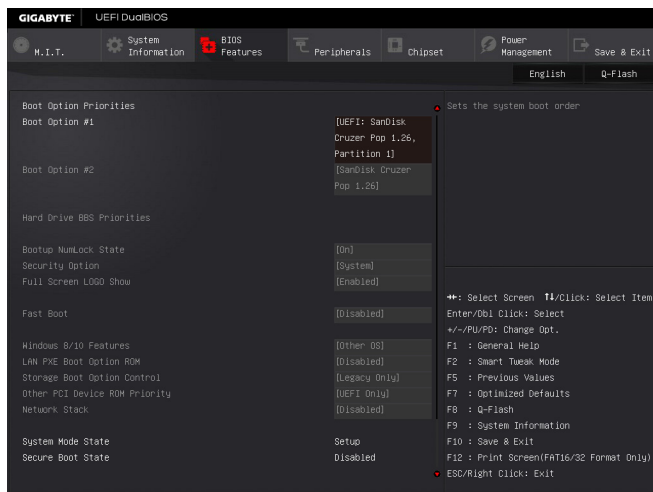 GIGABYTE™ UEFI DualBIOS
M.I.T.
System Information
BIOS Features
Peripherals
Chipset
Power Management
Save & Exit
English Q-Flash
Boot Option Priorities
Boot Option #1 [UEFI: SanDisk
Cruzer Pop 1.26,
Partition 1]
Boot Option #2 [SanDisk Cruzer
Pop 1.26]
Hard Drive BBS Priorities
Bootup NumLock State [On]
Security Option [System]
Full Screen LOGO Show [Enabled]
Fast Boot [Disabled]
Windows 8/10 Features [Other OS]
LAN PXE Boot Option ROM [Disabled]
Storage Boot Option Control [Legacy Only]
Other PCI Device ROM Priority [UEFI Only]
Network Stack [Disabled]
System Mode State Setup
Secure Boot State Disabled
Sets the system boot order
→←: Select Screen ↑↓/Click: Select Item
Enter/Dbl Click: Select
+/-/PU/PD: Change Opt.
F1 : General Help
F2 : Smart Tweak Mode
F5 : Previous Values
F7 : Optimized Defaults
F8 : Q-Flash
F9 : System Information
F10 : Save & Exit
F12 : Print Screen(FAT16/32 Format Only)
ESC/Right Click: Exit